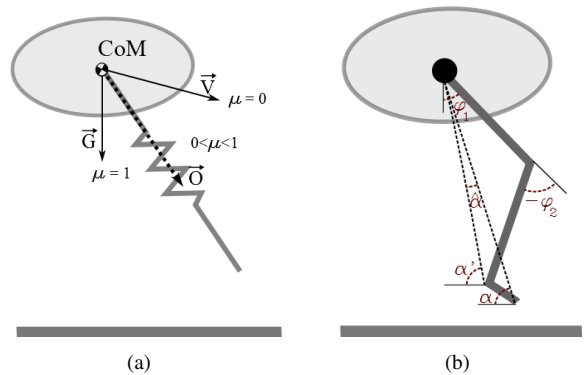 CoM
V⃗
μ = 0
G⃗
0<μ<1
μ = 1
O⃗
φ₁
α̂
−φ₂
α'
α
(a)
(b)